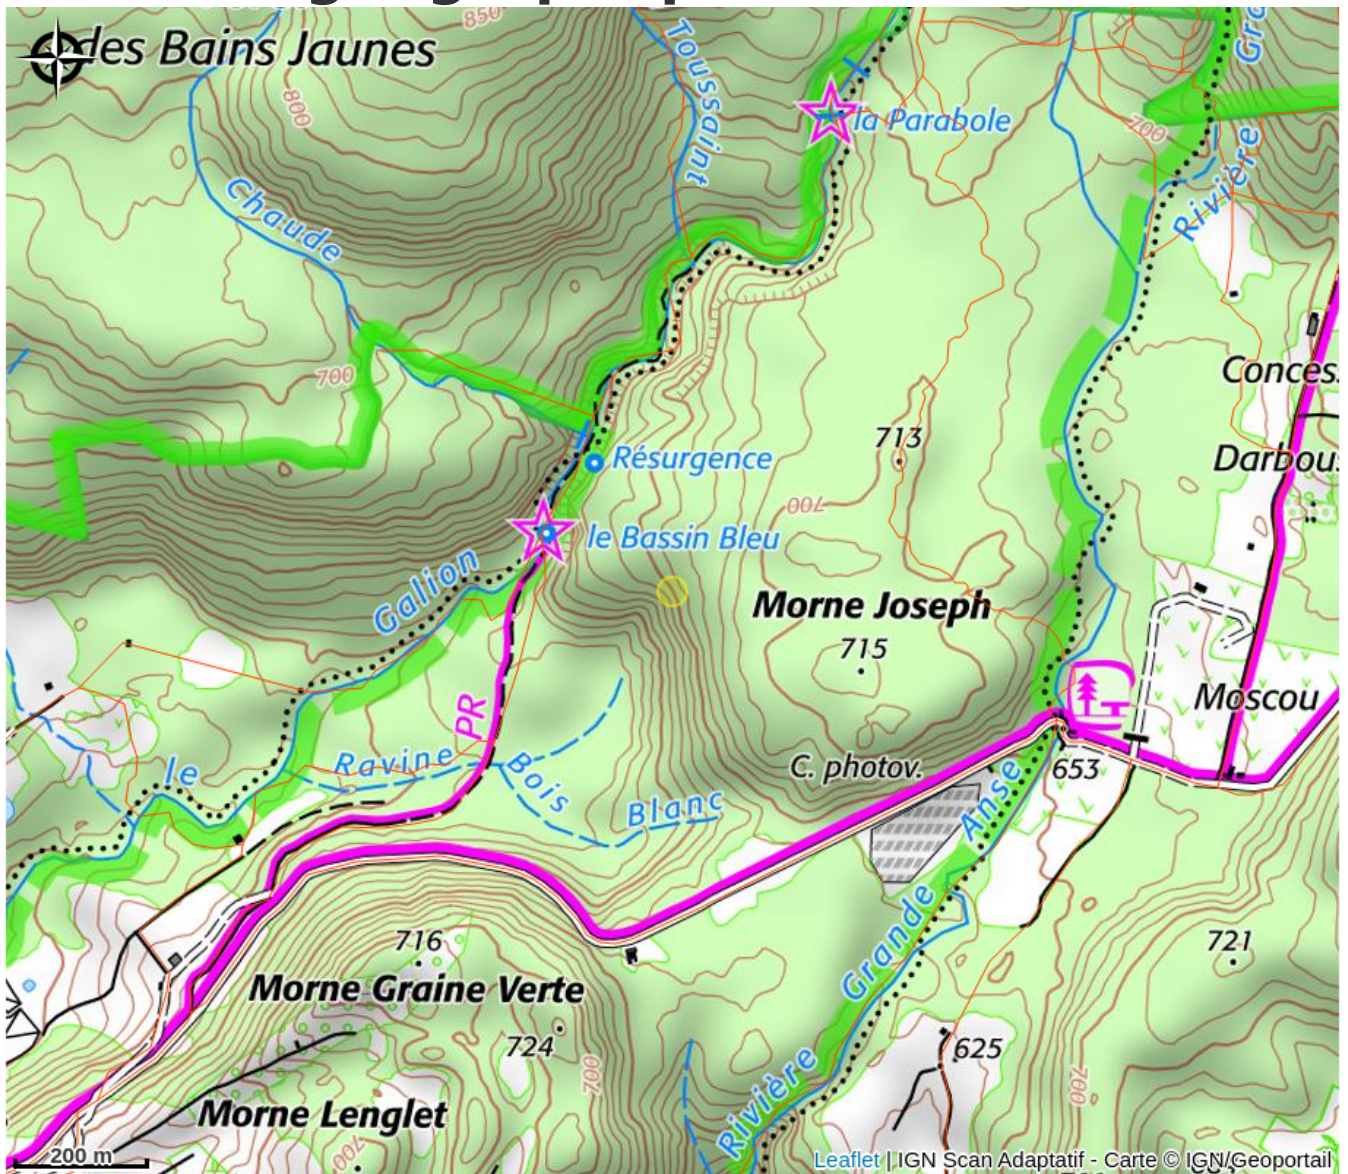 850
des Bains Jaunes
Toussaint
800
la Parabole
700
Rivière
Chaude
Conces
700
713
Résurgence
Darbou
700
le Bassin Bleu
Galion
Morne Joseph
715
PR
Moscou
Ravine
Bois
Blanc
le
C. photov.
653
Anse
716
Grande
721
Morne Graine Verte
724
625
700
700
Rivière
Morne Lenglet
700
200 m
Leaflet | IGN Scan Adaptatif - Carte © IGN/Geoportail